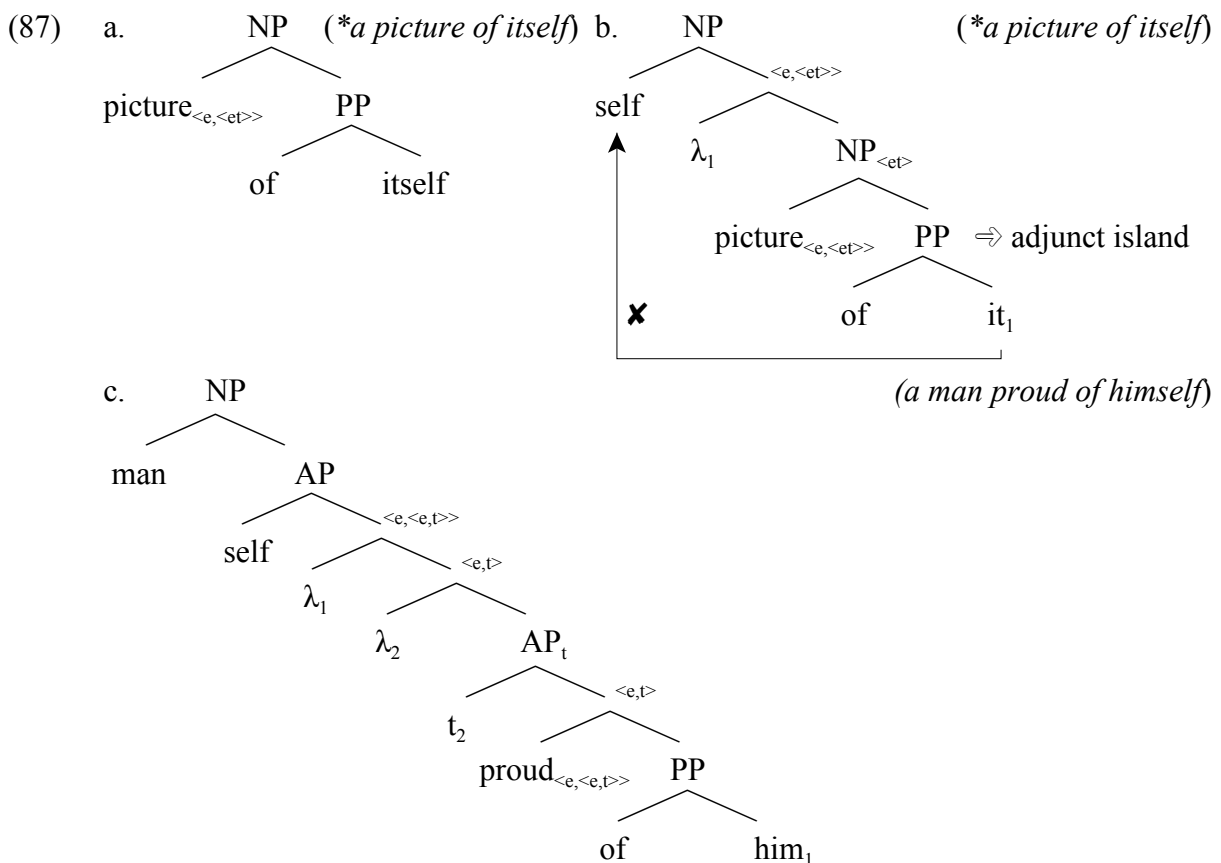 (87) a. NP (*a picture of itself) b. NP (*a picture of itself)
<e,<et>>
picture<e,<et>> PP self
λ₁ NP<et>
of itself
picture<e,<et>> PP ⇨ adjunct island
✘ of it₁
c. NP (a man proud of himself)
man AP
<e,<e,t>>
self
<e,t>
λ₁
λ₂ APₜ
<e,t>
t₂
proud<e,<e,t>> PP
of him₁